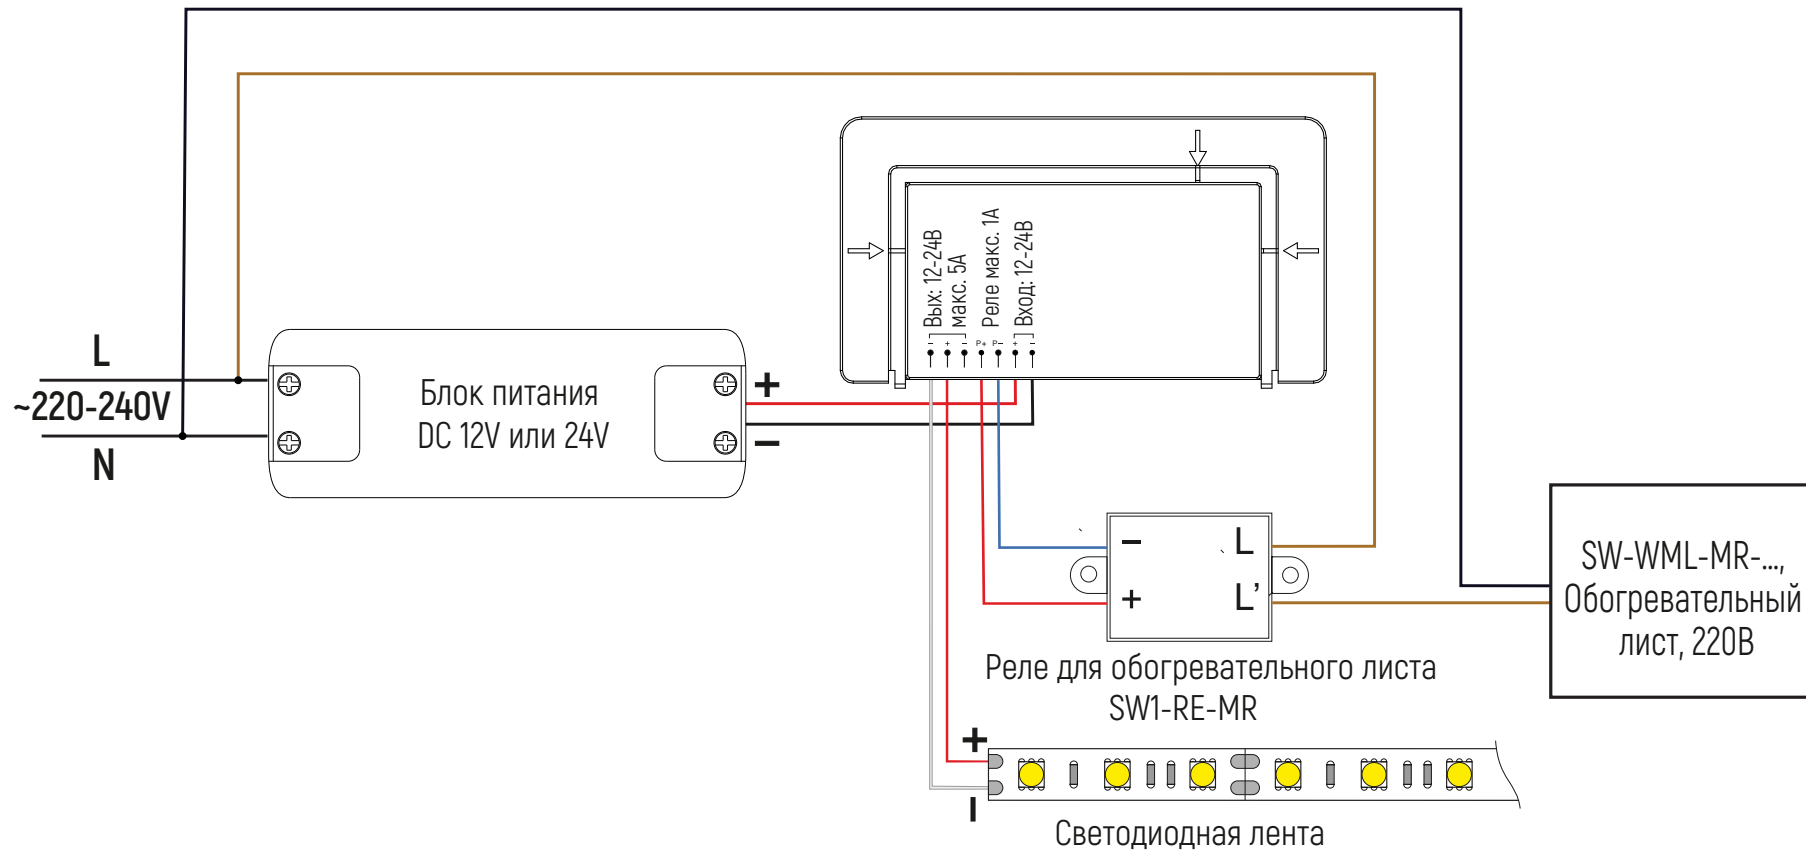 L
~220-240V
N
Блок питания
DC 12V или 24V
+
−
Вых: 12-24В
макс. 5А
Реле макс. 1А
Вход: 12-24В
− + − P+ P− + −
− L
+ L’
Реле для обогревательного листа
SW1-RE-MR
SW-WML-MR-...,
Обогревательный
лист, 220В
+
−
Светодиодная лента